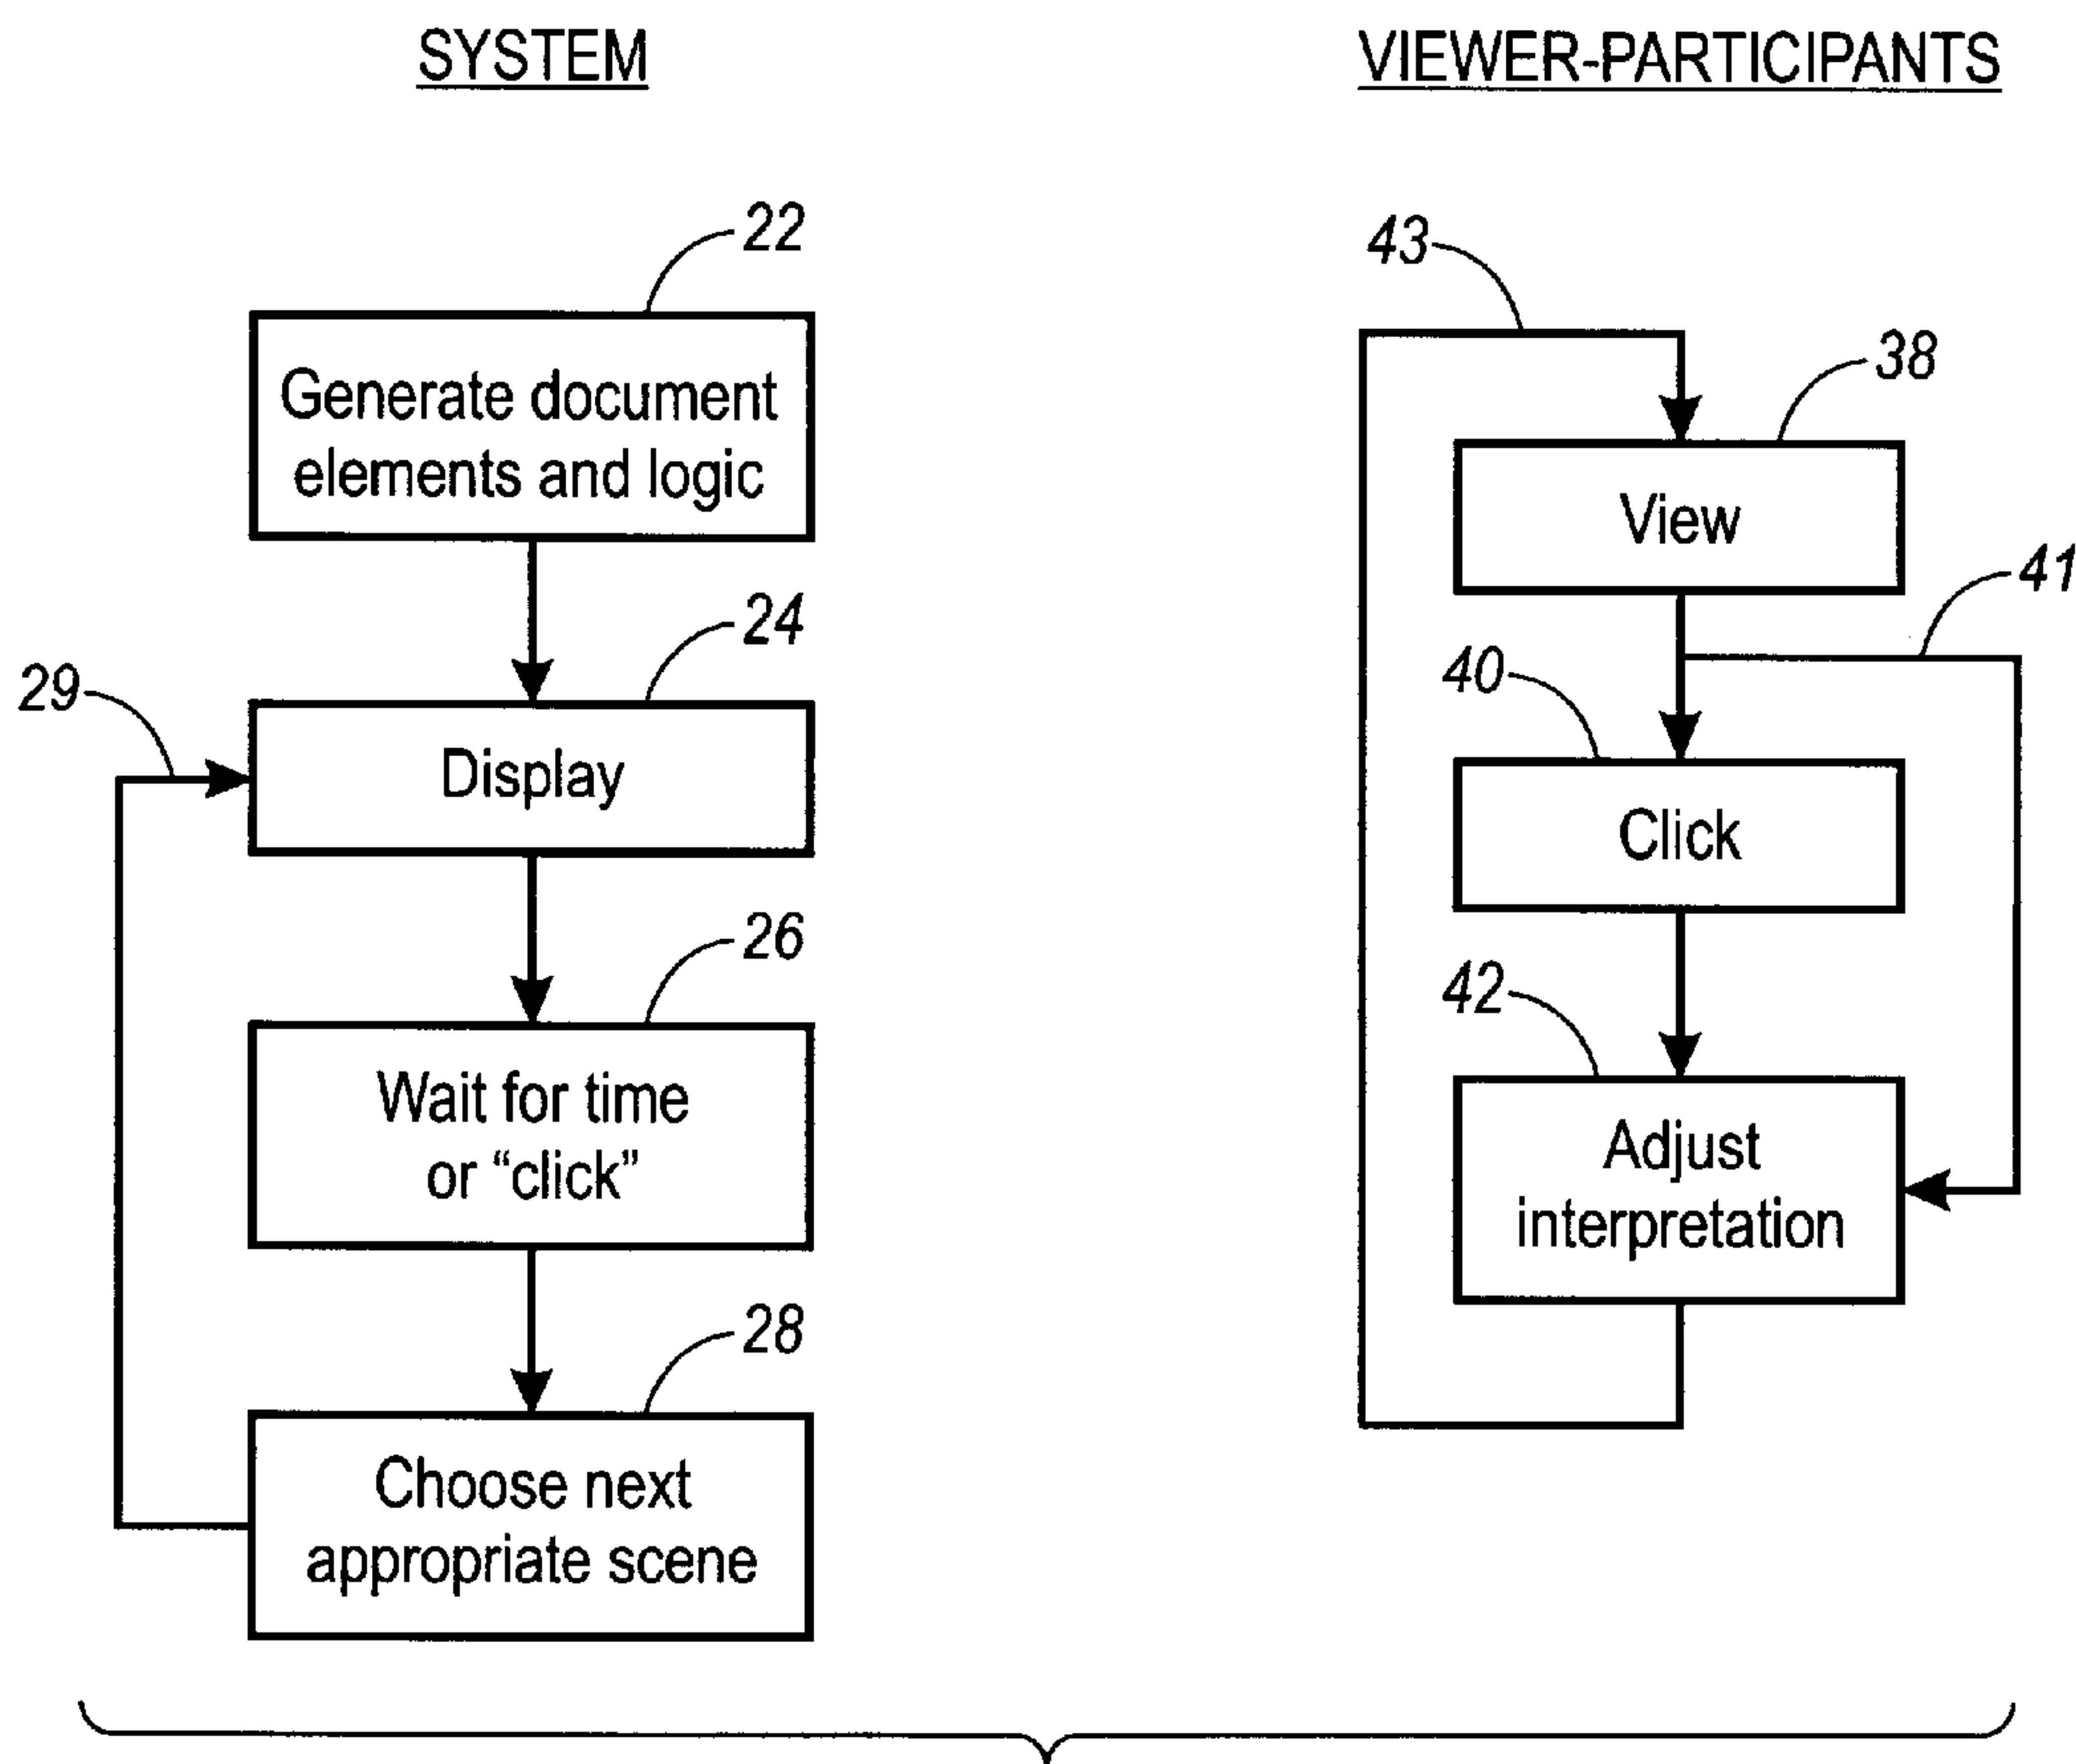 SYSTEM
22
Generate document
elements and logic
24
29
Display
26
Wait for time
or “click”
28
Choose next
appropriate scene
VIEWER-PARTICIPANTS
43
38
View
41
40
Click
42
Adjust
interpretation